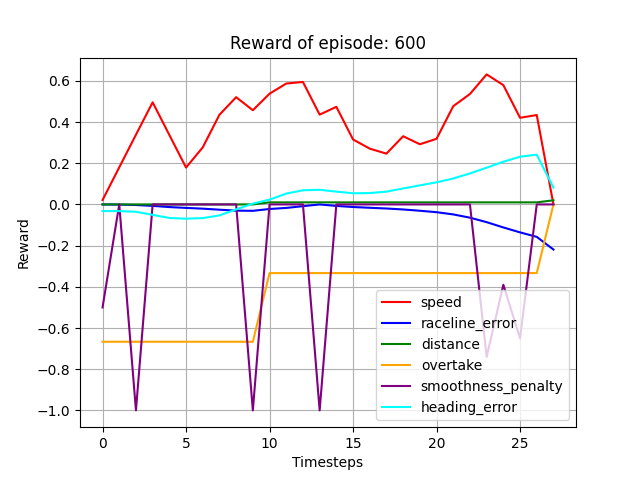 Reward of episode: 600
Reward
0.6
0.4
0.2
0.0
−0.2
−0.4
−0.6
−0.8
−1.0
speed
raceline_error
distance
overtake
smoothness_penalty
heading_error
0 5 10 15 20 25
Timesteps